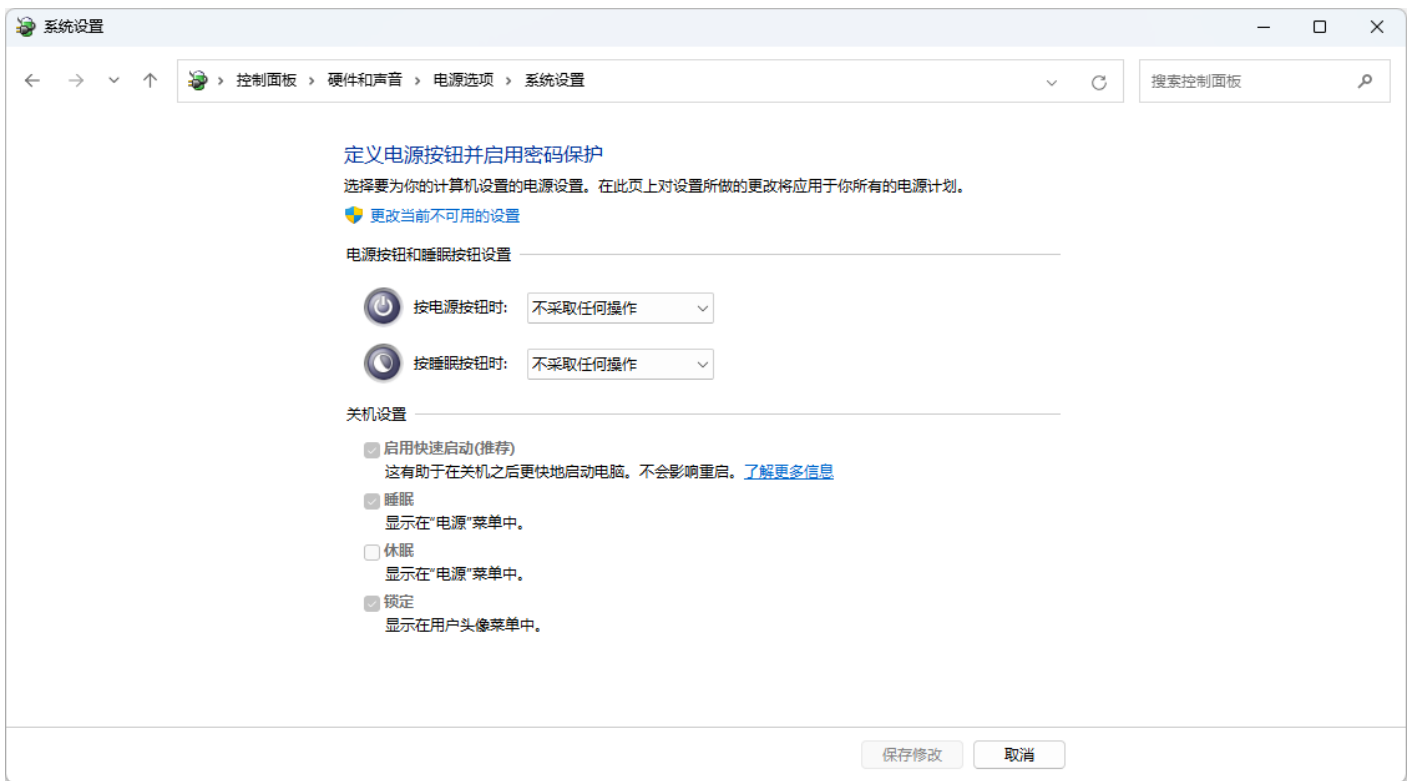 系统设置
控制面板 › 硬件和声音 › 电源选项 › 系统设置
搜索控制面板
定义电源按钮并启用密码保护
选择要为你的计算机设置的电源设置。在此页上对设置所做的更改将应用于你所有的电源计划。
更改当前不可用的设置
电源按钮和睡眠按钮设置
按电源按钮时: 不采取任何操作
按睡眠按钮时: 不采取任何操作
关机设置
启用快速启动(推荐)
这有助于在关机之后更快地启动电脑。不会影响重启。了解更多信息
睡眠
显示在"电源"菜单中。
休眠
显示在"电源"菜单中。
锁定
显示在用户头像菜单中。
保存修改 取消